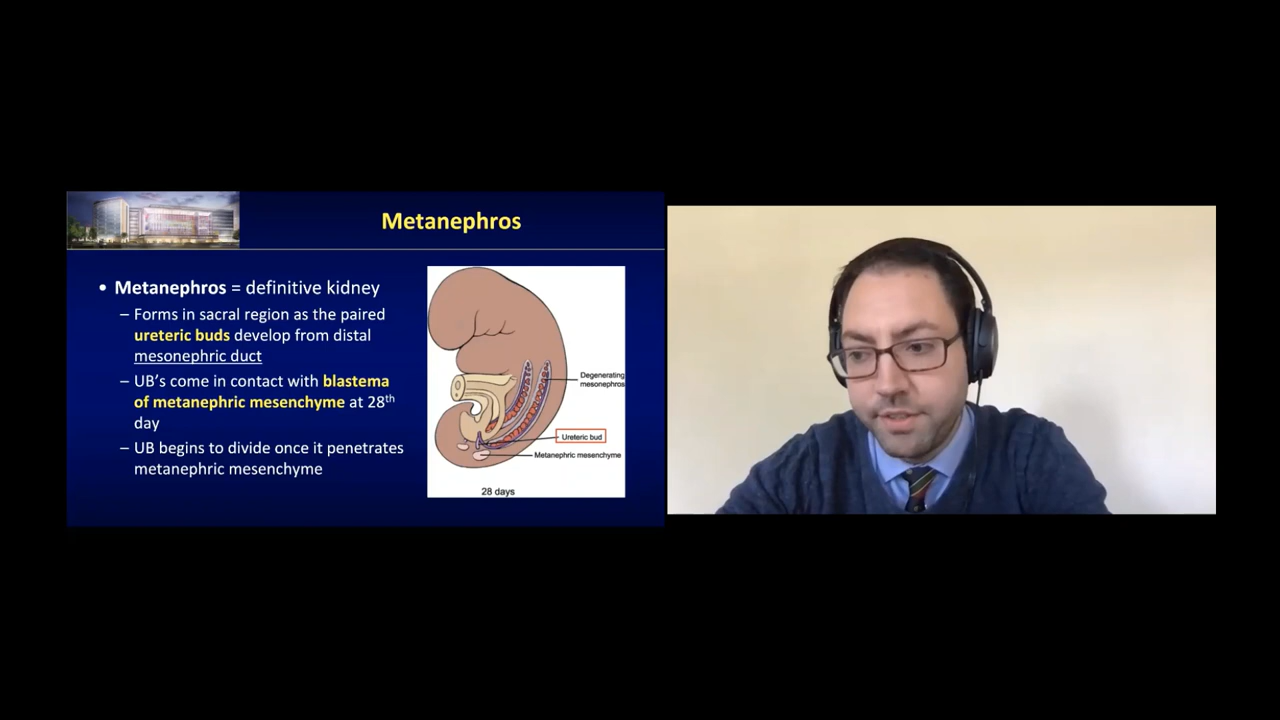 Metanephros
• Metanephros = definitive kidney
– Forms in sacral region as the paired
ureteric buds develop from distal
mesonephric duct
– UB's come in contact with blastema
of metanephric mesenchyme at 28th
day
– UB begins to divide once it penetrates
metanephric mesenchyme
Degenerating
mesonephros
Ureteric bud
Metanephric mesenchyme
28 days